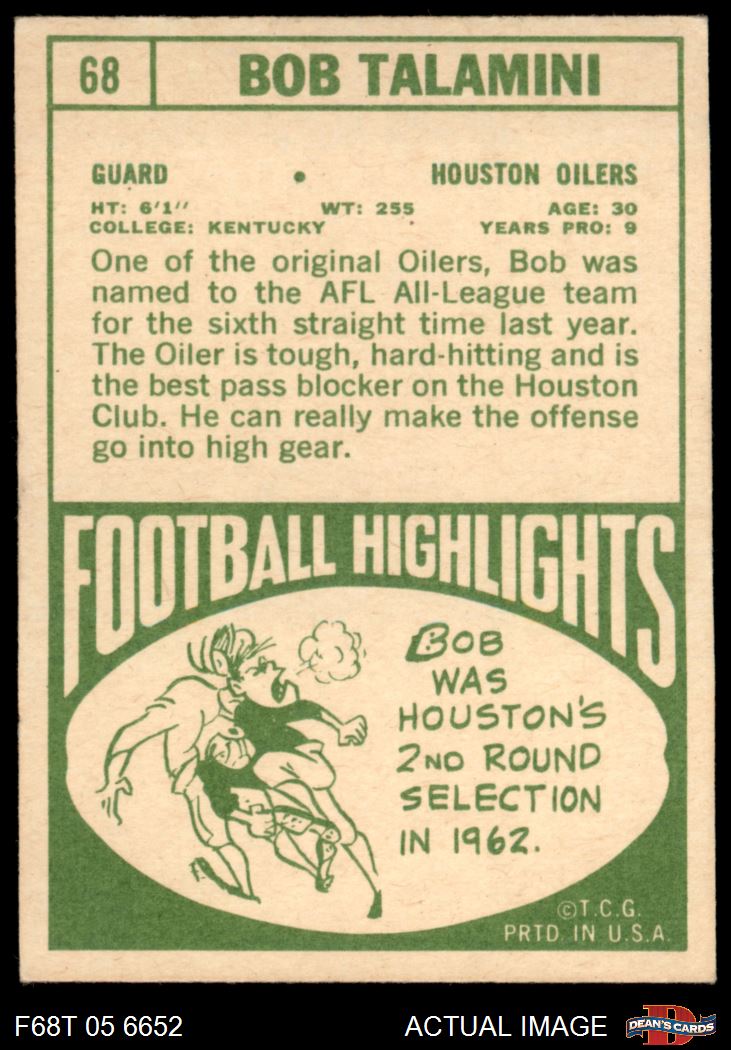 68 BOB TALAMINI
GUARD • HOUSTON OILERS
HT: 6'1" WT: 255 AGE: 30
COLLEGE: KENTUCKY YEARS PRO: 9
One of the original Oilers, Bob was
named to the AFL All-League team
for the sixth straight time last year.
The Oiler is tough, hard-hitting and is
the best pass blocker on the Houston
Club. He can really make the offense
go into high gear.
FOOTBALL HIGHLIGHTS
BOB
WAS
HOUSTON'S
2ND ROUND
SELECTION
IN 1962.
©T.C.G.
PRTD. IN U.S.A.
F68T 05 6652 ACTUAL IMAGE D DEAN'S CARDS